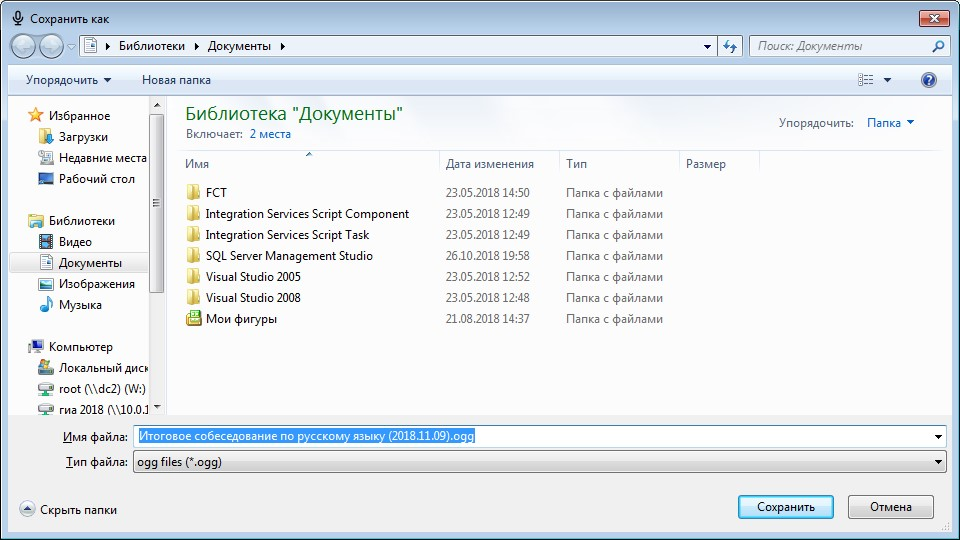 Сохранить как
Библиотеки Документы
Поиск: Документы
Упорядочить Новая папка
Избранное
Загрузки
Недавние места
Рабочий стол
Библиотеки
Видео
Документы
Изображения
Музыка
Компьютер
Локальный диск
root (\\dc2) (W:)
гиа 2018 (\\10.0.1
Библиотека "Документы"
Включает: 2 места
Упорядочить: Папка
Имя Дата изменения Тип Размер
FCT 23.05.2018 14:50 Папка с файлами
Integration Services Script Component 23.05.2018 12:49 Папка с файлами
Integration Services Script Task 23.05.2018 12:49 Папка с файлами
SQL Server Management Studio 26.10.2018 19:58 Папка с файлами
Visual Studio 2005 23.05.2018 12:52 Папка с файлами
Visual Studio 2008 23.05.2018 12:48 Папка с файлами
Мои фигуры 21.08.2018 14:37 Папка с файлами
Имя файла: Итоговое собеседование по русскому языку (2018.11.09).ogg
Тип файла: ogg files (*.ogg)
Скрыть папки
Сохранить Отмена